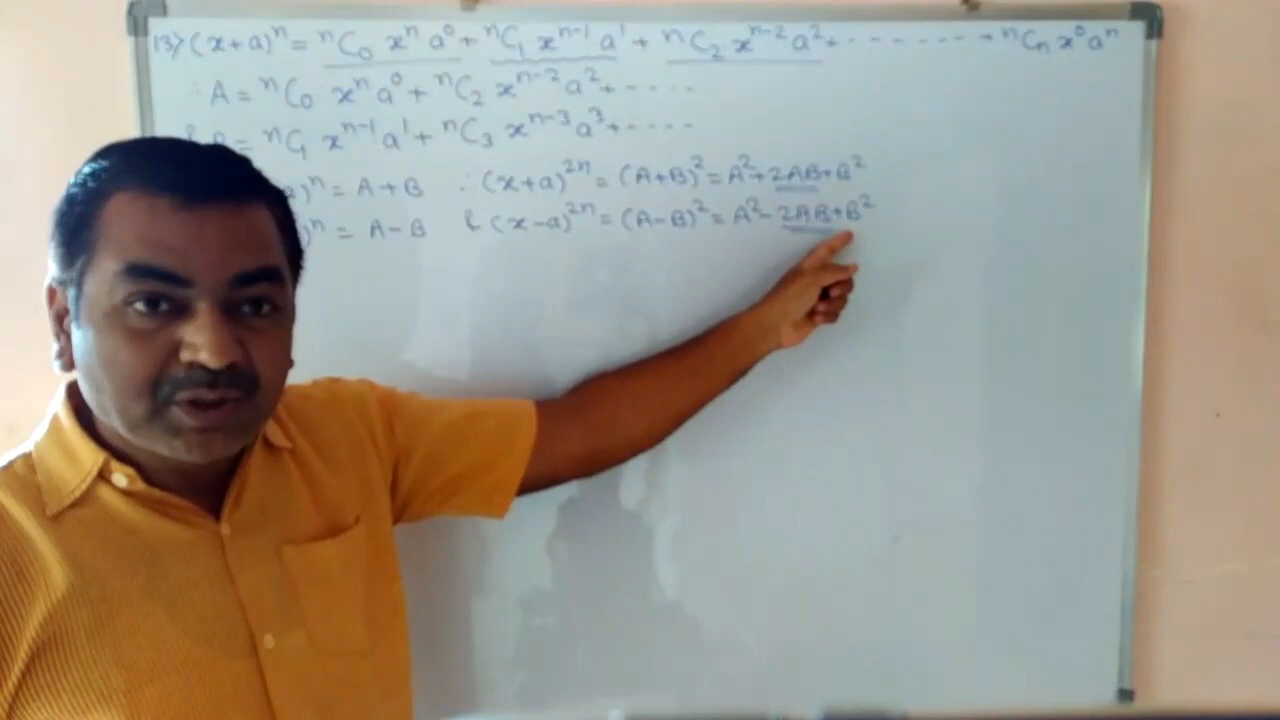 13) (x+a)ⁿ = ⁿC₀ xⁿ a⁰ + ⁿC₁ xⁿ⁻¹ a¹ + ⁿC₂ xⁿ⁻² a² + - - - - - - - + ⁿCₙ x⁰ aⁿ
∴ A = ⁿC₀ xⁿ a⁰ + ⁿC₂ xⁿ⁻² a² + - - - -
& B = ⁿC₁ xⁿ⁻¹ a¹ + ⁿC₃ xⁿ⁻³ a³ + - - - -
a)ⁿ = A + B ∴ (x+a)²ⁿ = (A+B)² = A² + 2AB + B²
)ⁿ = A - B & (x-a)²ⁿ = (A-B)² = A² - 2AB + B²